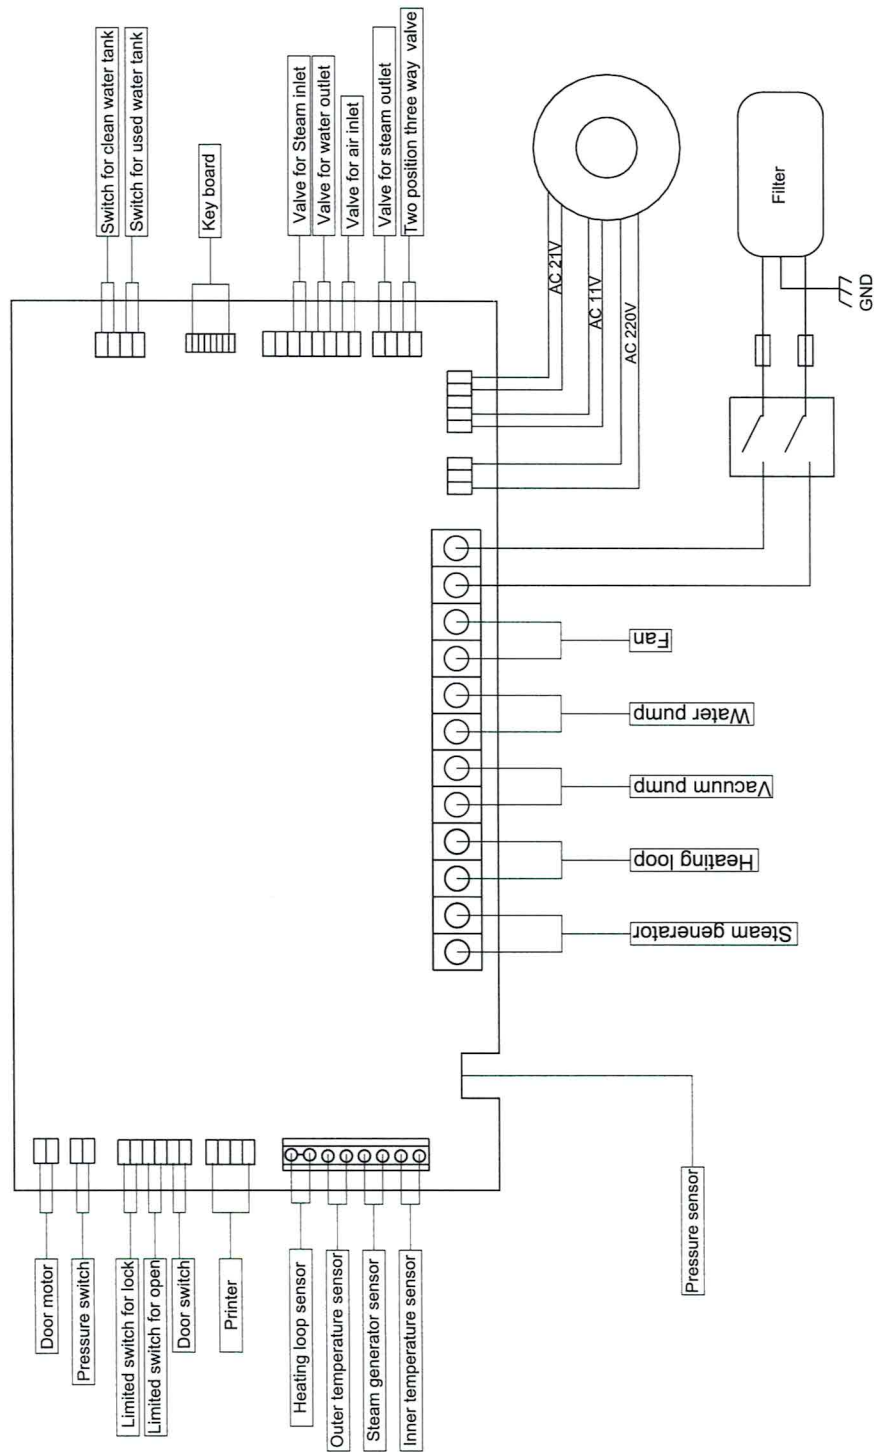 Switch for clean water tank
Switch for used water tank
Key board
Valve for Steam inlet
Valve for water outlet
Valve for air inlet
Valve for steam outlet
Two position three way valve
AC 21V
AC 11V
AC 220V
Filter
GND
Fan
Water pump
Vacuum pump
Heating loop
Steam generator
Pressure sensor
Door motor
Pressure switch
Limited switch for lock
Limited switch for open
Door switch
Printer
Heating loop sensor
Outer temperature sensor
Steam generator sensor
Inner temperature sensor